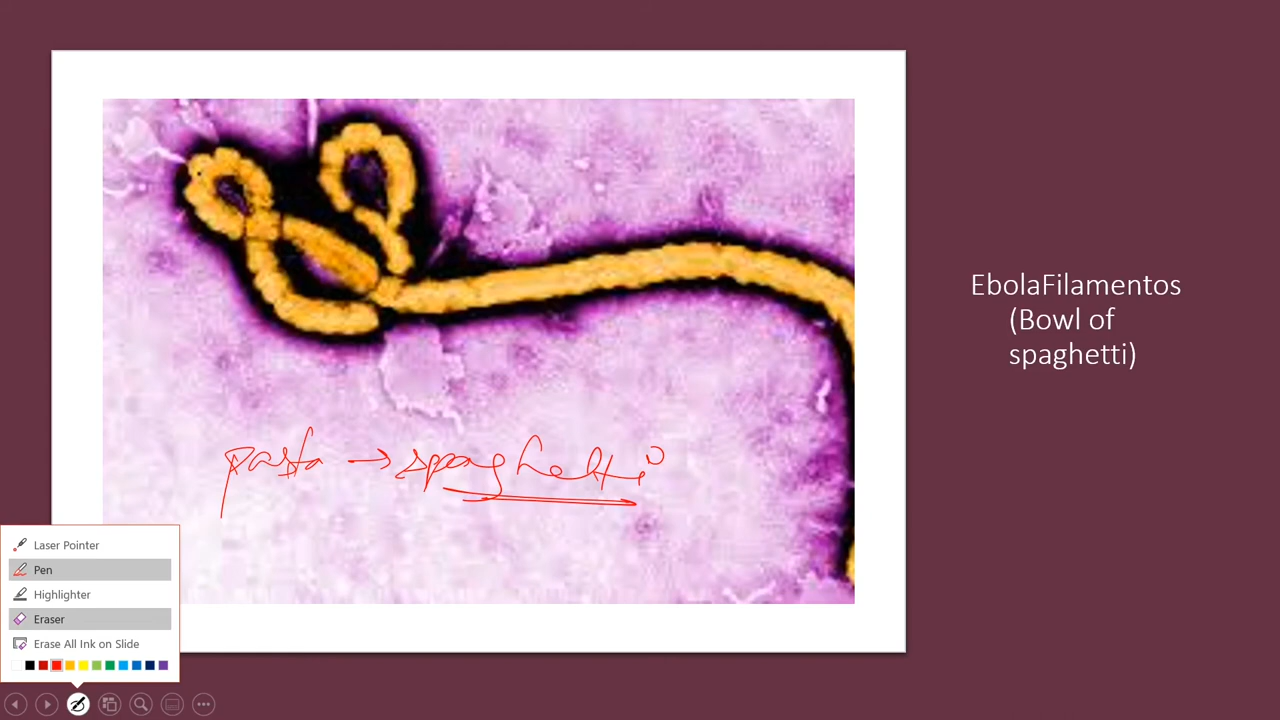 EbolaFilamentos
(Bowl of
spaghetti)
pasta → spaghetti
Laser Pointer
Pen
Highlighter
Eraser
Erase All Ink on Slide